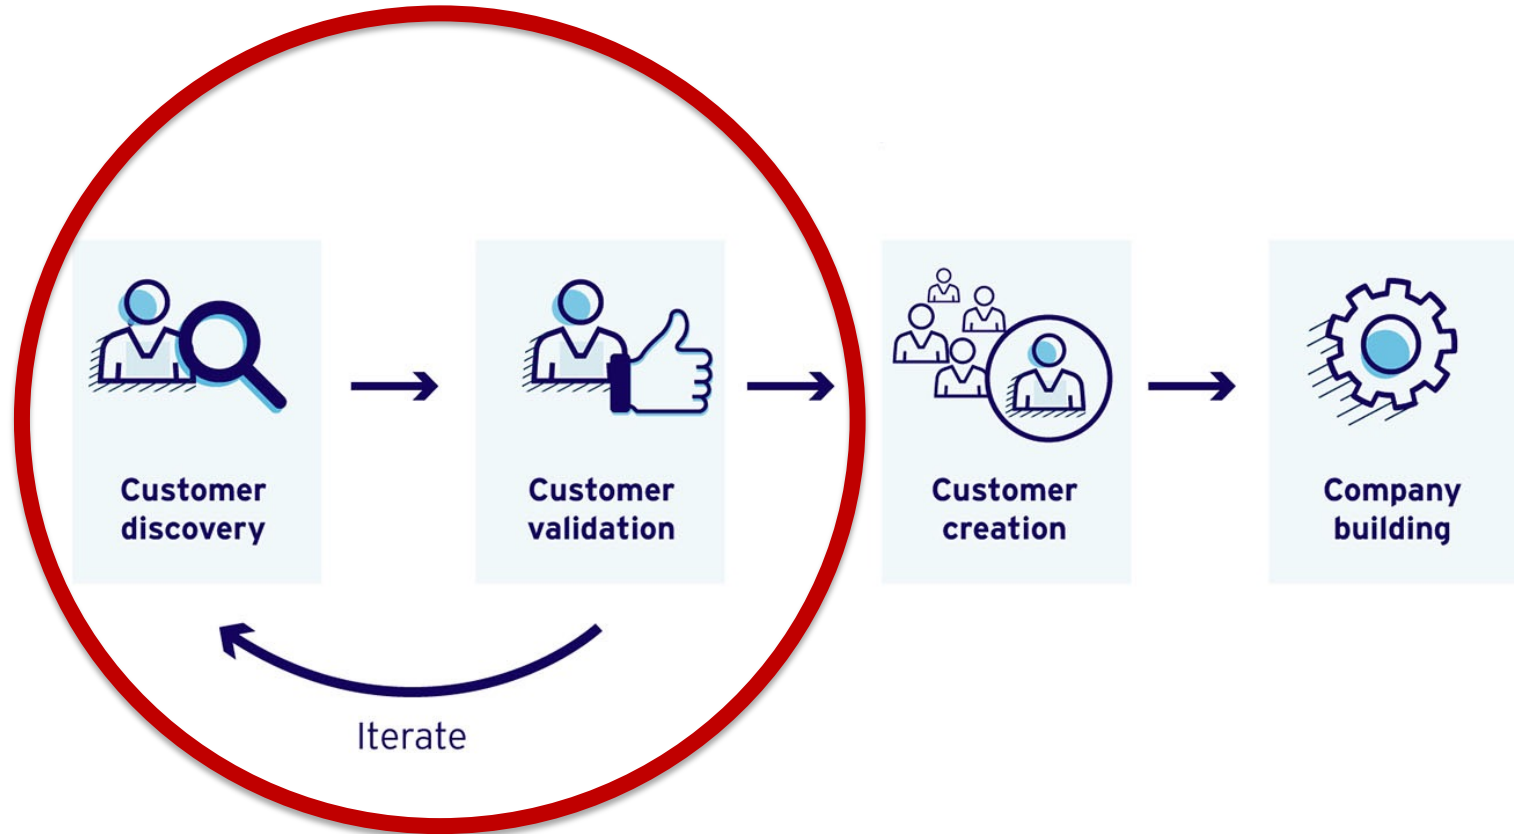 Customer
discovery
Customer
validation
Customer
creation
Company
building
Iterate